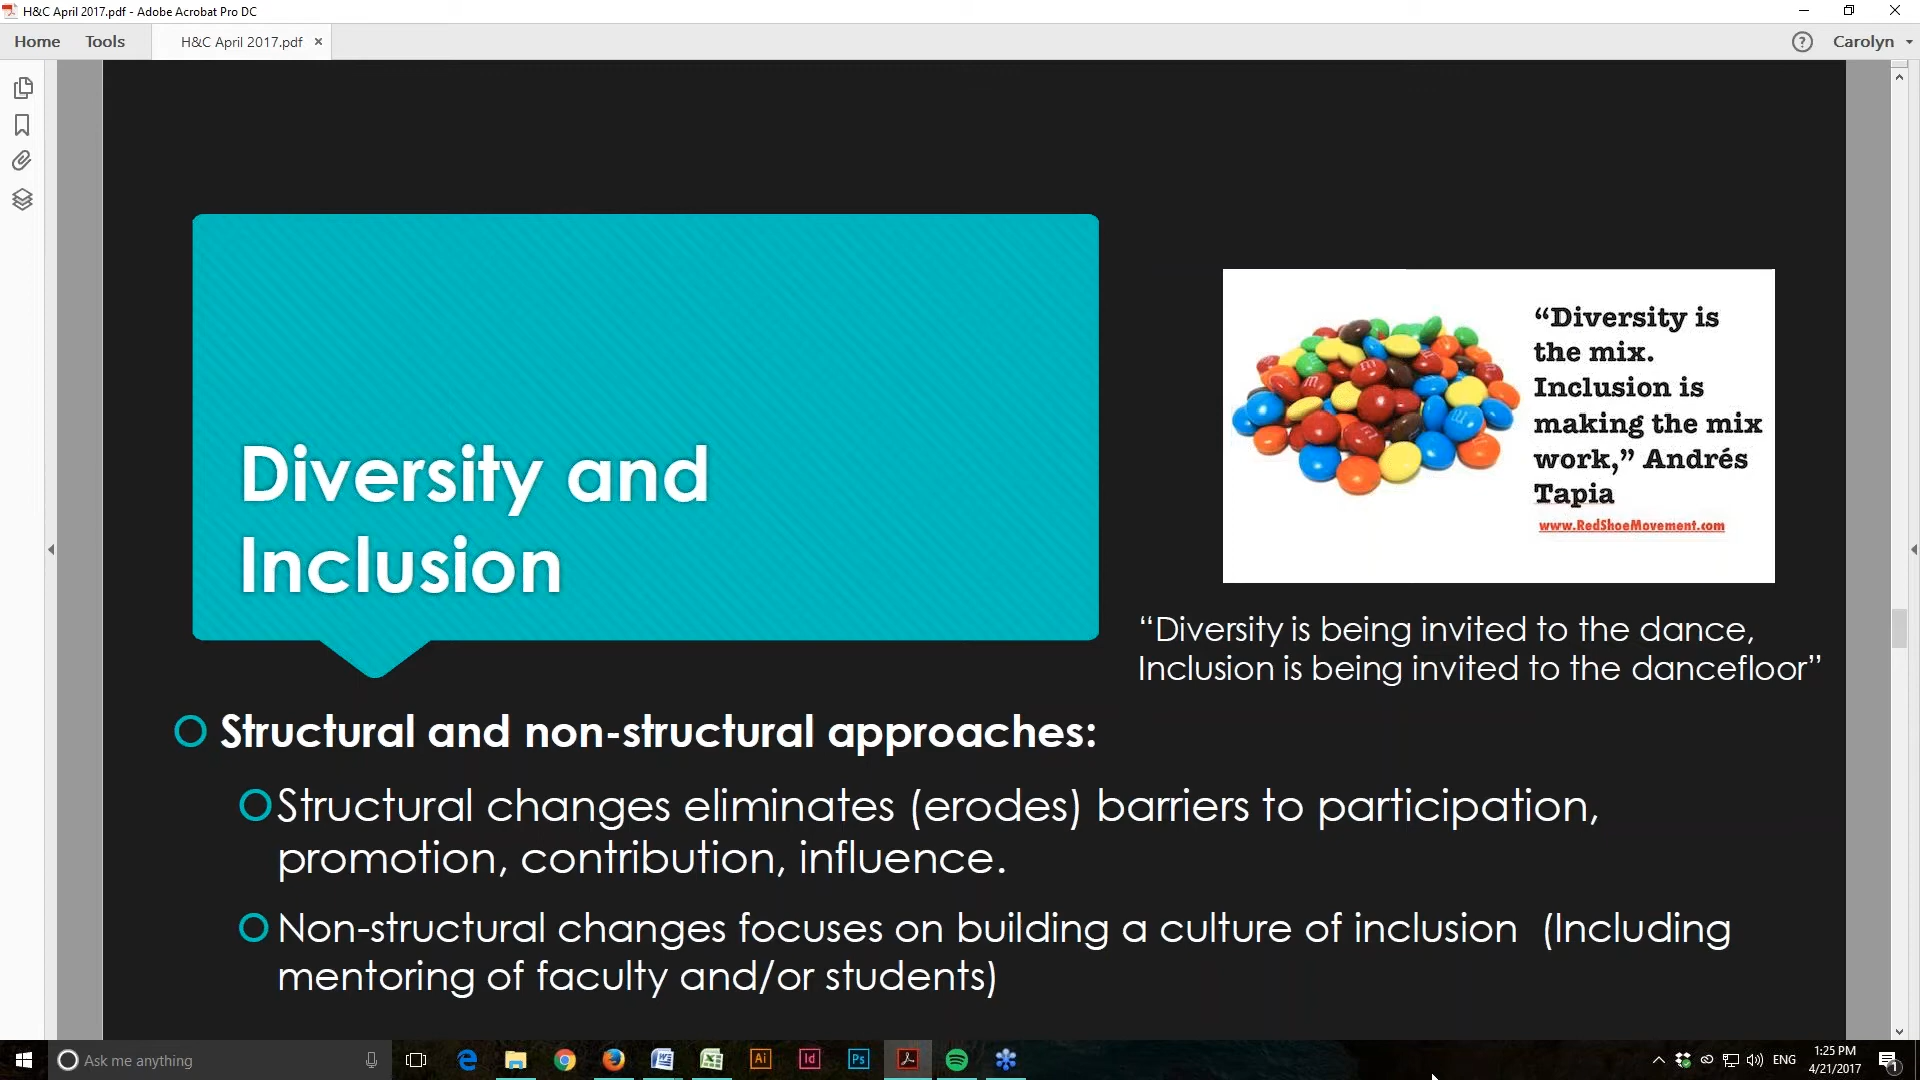 H&C April 2017.pdf - Adobe Acrobat Pro DC
Home Tools H&C April 2017.pdf × ? Carolyn
Diversity and
Inclusion
“Diversity is
the mix.
Inclusion is
making the mix
work,” Andrés
Tapia
www.RedShoeMovement.com
“Diversity is being invited to the dance,
Inclusion is being invited to the dancefloor”
Structural and non-structural approaches:
Structural changes eliminates (erodes) barriers to participation,
promotion, contribution, influence.
Non-structural changes focuses on building a culture of inclusion (Including
mentoring of faculty and/or students)
Ask me anything
Ai Id Ps
ENG
1:25 PM
4/21/2017
1